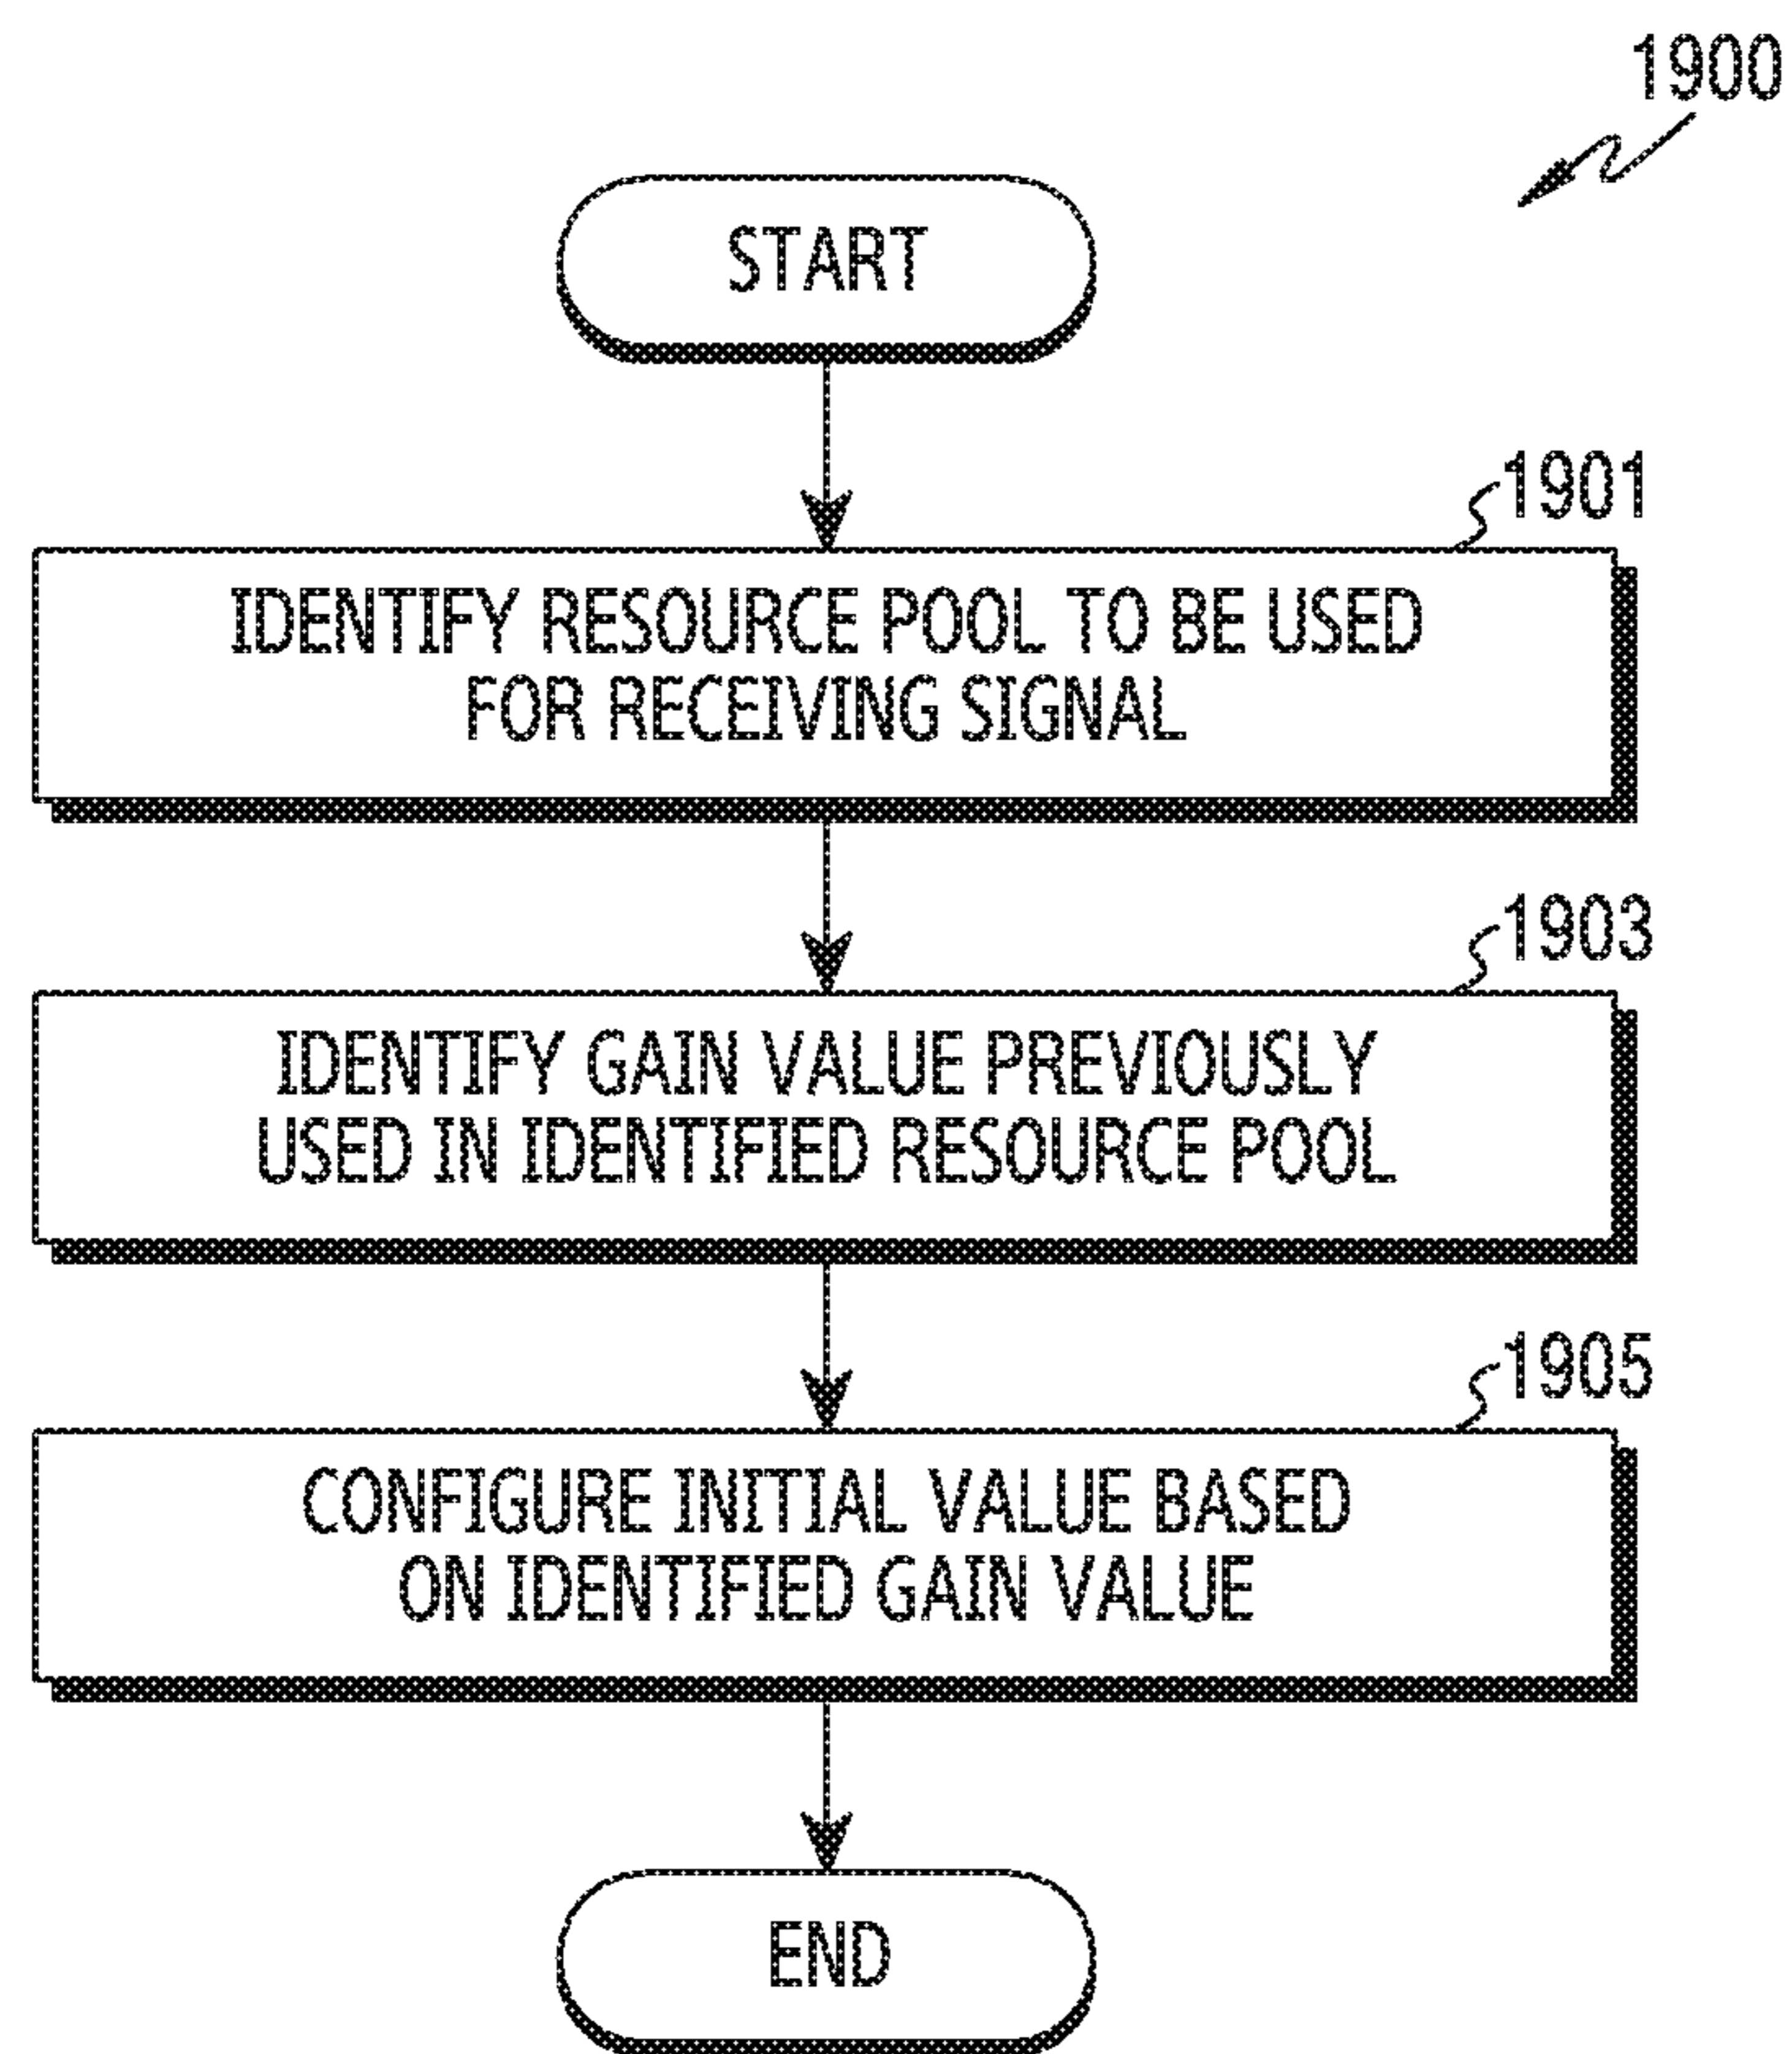 1900
START
1901
IDENTIFY RESOURCE POOL TO BE USED
FOR RECEIVING SIGNAL
1903
IDENTIFY GAIN VALUE PREVIOUSLY
USED IN IDENTIFIED RESOURCE POOL
1905
CONFIGURE INITIAL VALUE BASED
ON IDENTIFIED GAIN VALUE
END